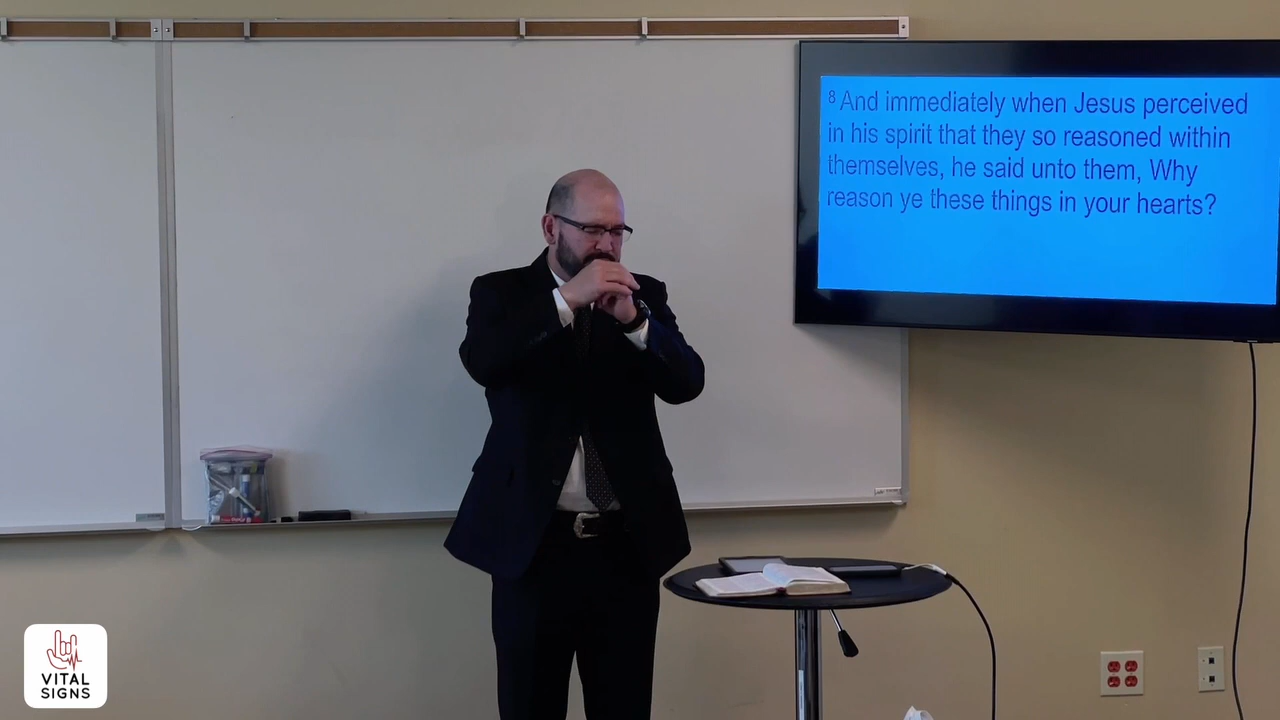 8 And immediately when Jesus perceived
in his spirit that they so reasoned within
themselves, he said unto them, Why
reason ye these things in your hearts?
VITAL
SIGNS